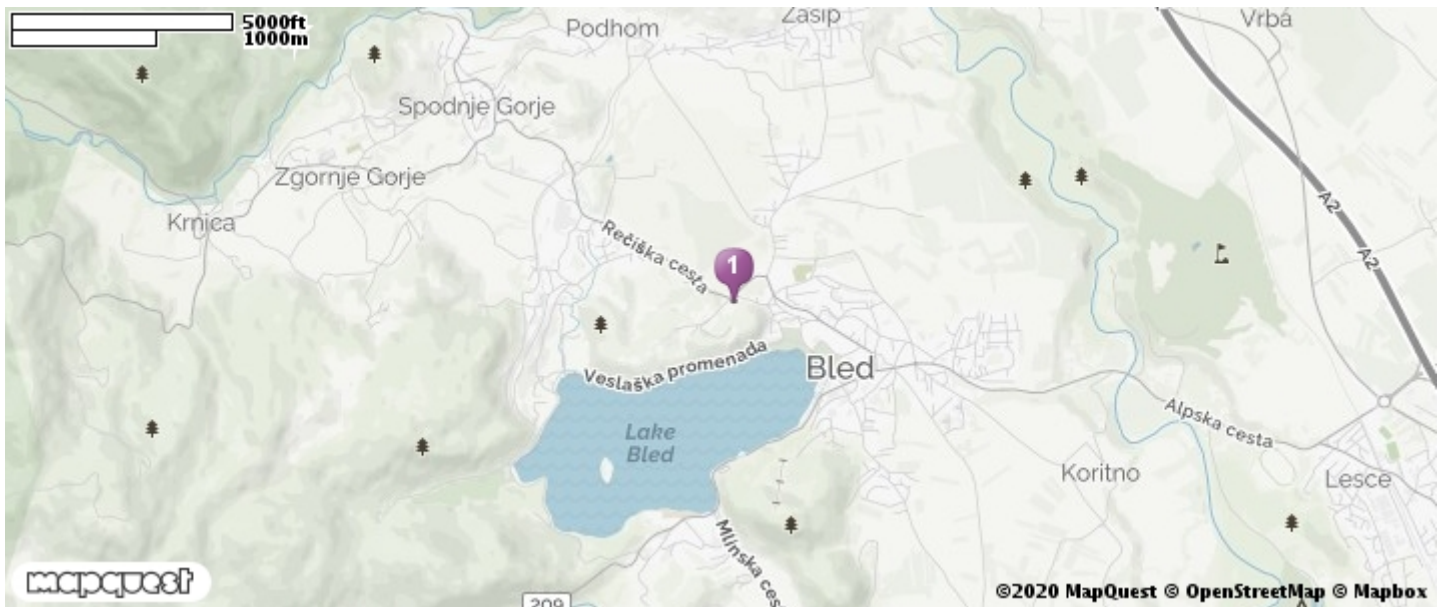 5000ft
1000m
Podhom
Zasip
Vrba
Spodnje Gorje
Zgornje Gorje
Krnica
Rečiška cesta
1
A2
A2
Veslaška promenada
Bled
Lake
Bled
Alpska cesta
Koritno
Lesce
Mlinska ces
209
mapquest
©2020 MapQuest © OpenStreetMap © Mapbox